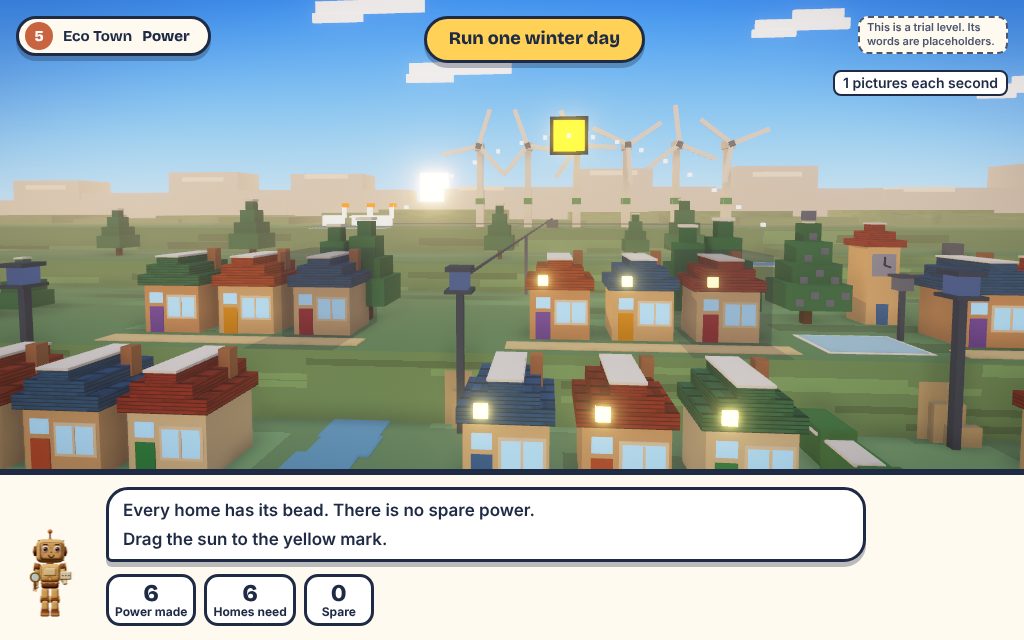 5 Eco Town Power
Run one winter day
This is a trial level. Its
words are placeholders.
1 pictures each second
Every home has its bead. There is no spare power.
Drag the sun to the yellow mark.
6
Power made
6
Homes need
0
Spare